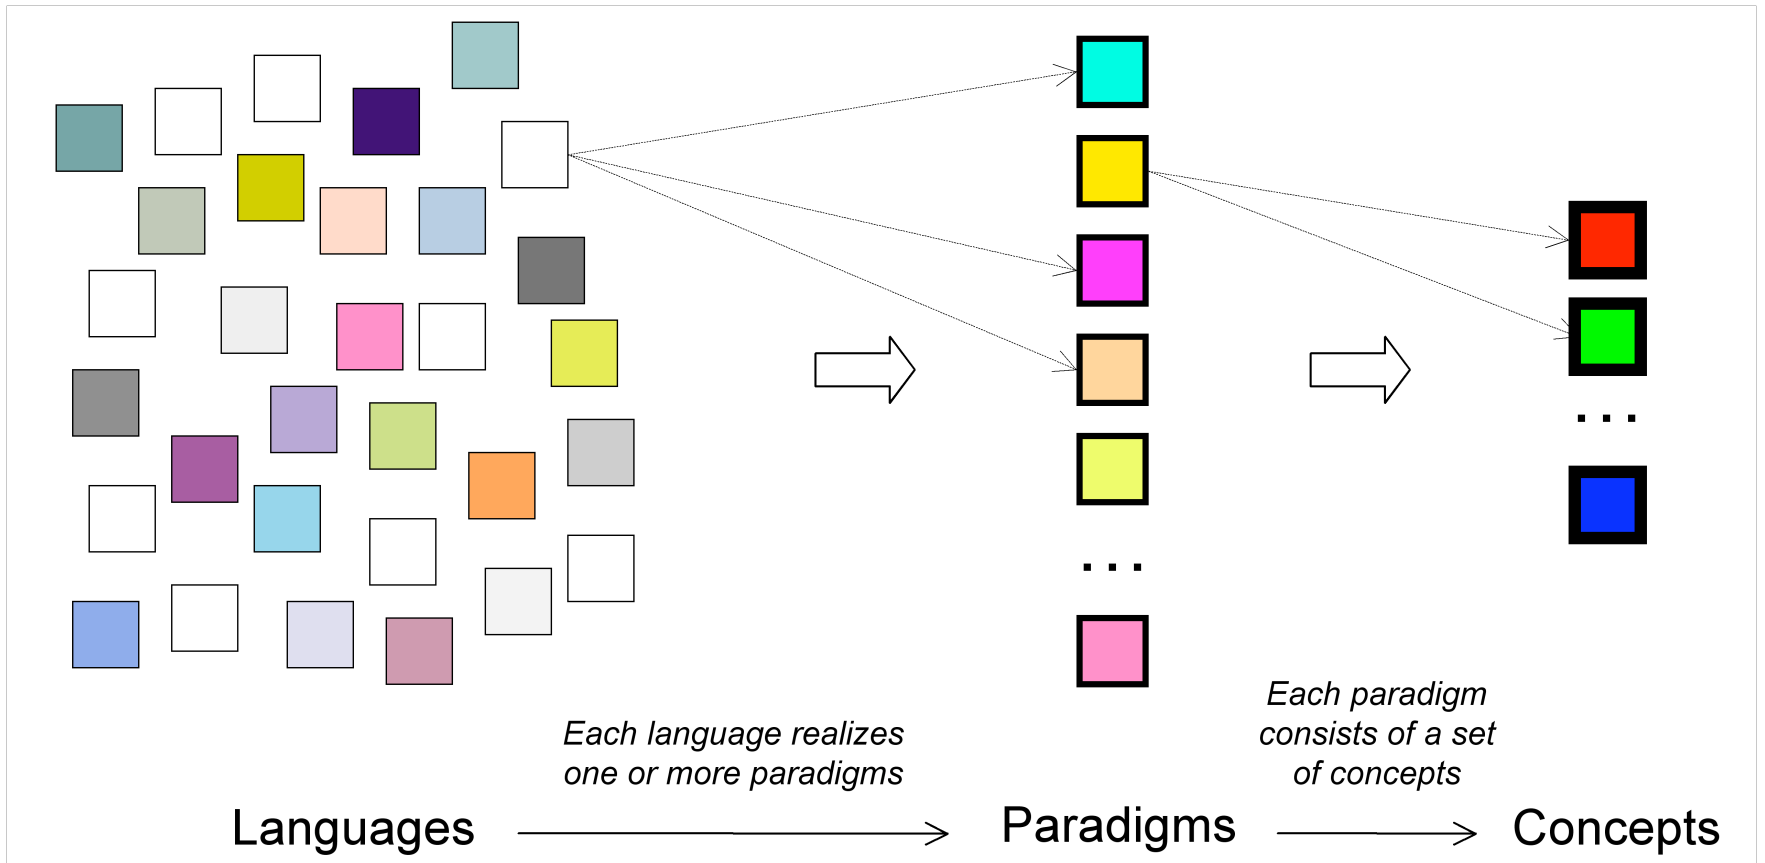 . . .
. . .
Each language realizes
one or more paradigms
Each paradigm
consists of a set
of concepts
Languages
Paradigms
Concepts